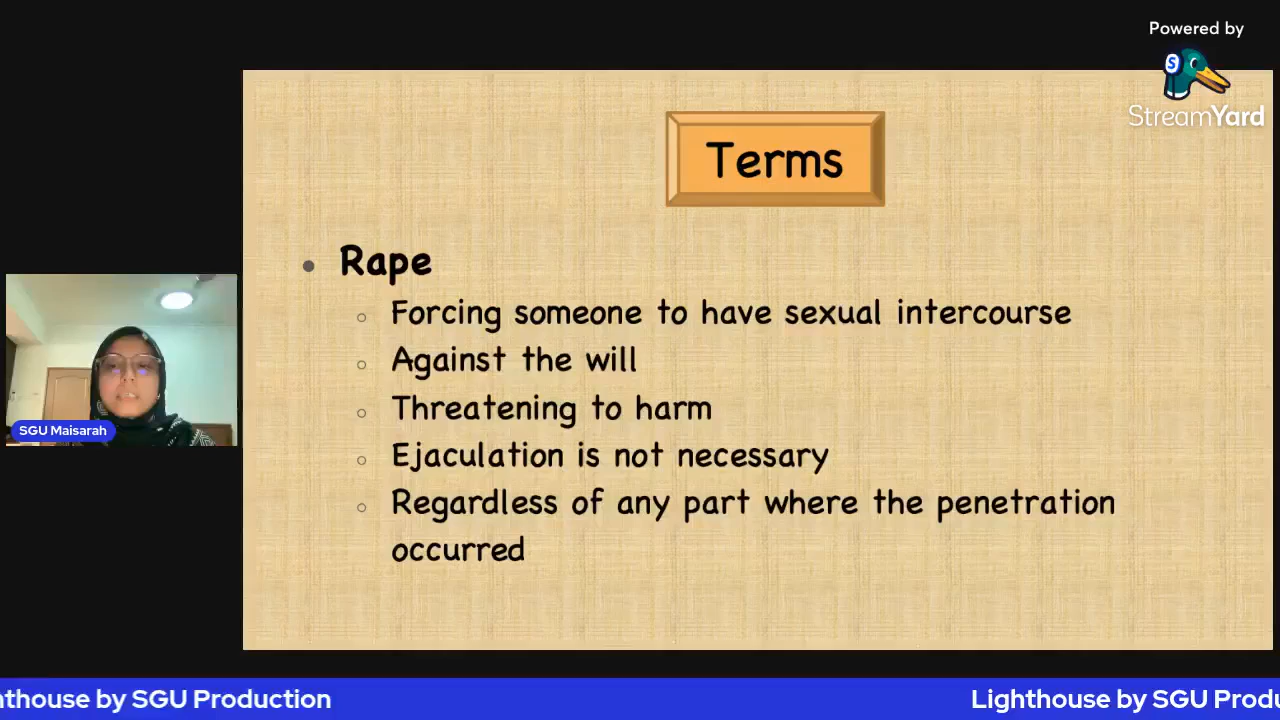 Powered by
StreamYard
Terms
Rape
Forcing someone to have sexual intercourse
Against the will
Threatening to harm
Ejaculation is not necessary
Regardless of any part where the penetration
occurred
SGU Maisarah
nthouse by SGU Production
Lighthouse by SGU Produ